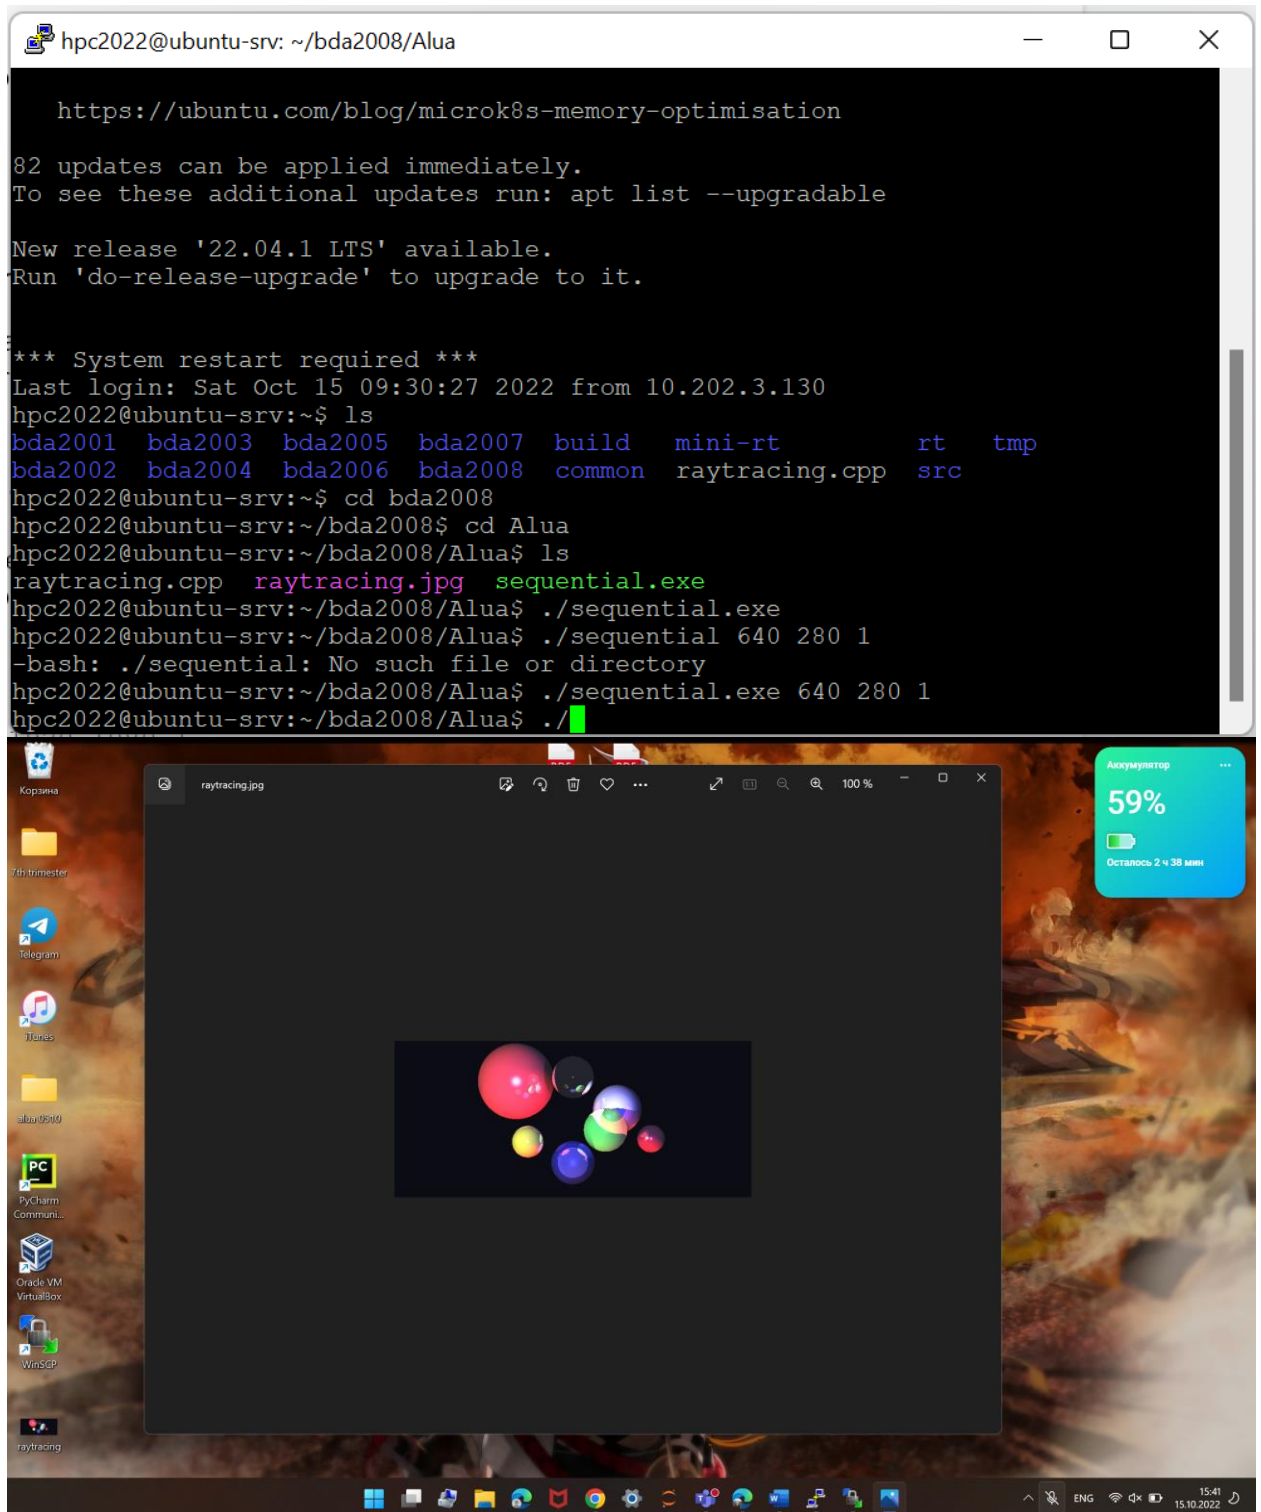 hpc2022@ubuntu-srv: ~/bda2008/Alua
https://ubuntu.com/blog/microk8s-memory-optimisation
82 updates can be applied immediately.
To see these additional updates run: apt list --upgradable
New release '22.04.1 LTS' available.
Run 'do-release-upgrade' to upgrade to it.
*** System restart required ***
Last login: Sat Oct 15 09:30:27 2022 from 10.202.3.130
hpc2022@ubuntu-srv:~$ ls
bda2001 bda2003 bda2005 bda2007 build mini-rt rt tmp
bda2002 bda2004 bda2006 bda2008 common raytracing.cpp src
hpc2022@ubuntu-srv:~$ cd bda2008
hpc2022@ubuntu-srv:~/bda2008$ cd Alua
hpc2022@ubuntu-srv:~/bda2008/Alua$ ls
raytracing.cpp raytracing.jpg sequential.exe
hpc2022@ubuntu-srv:~/bda2008/Alua$ ./sequential.exe
hpc2022@ubuntu-srv:~/bda2008/Alua$ ./sequential 640 280 1
-bash: ./sequential: No such file or directory
hpc2022@ubuntu-srv:~/bda2008/Alua$ ./sequential.exe 640 280 1
hpc2022@ubuntu-srv:~/bda2008/Alua$ ./
Корзина
7th trimester
Telegram
iTunes
alua 0510
PC
PyCharm
Communi...
Oracle VM
VirtualBox
WinSCP
raytracing
raytracing.jpg
100 %
Аккумулятор
59%
Осталось 2 ч 38 мин
ENG
15:41
15.10.2022